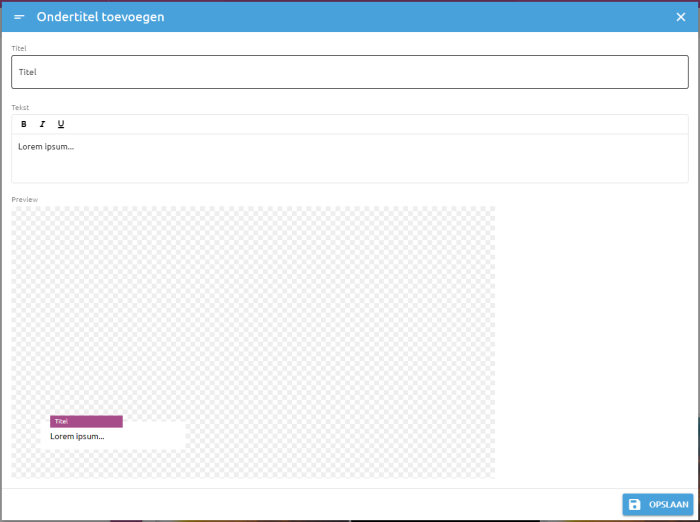 Ondertitel toevoegen
Titel
Titel
Tekst
B I U
Lorem ipsum...
Preview
Titel
Lorem ipsum...
OPSLAAN